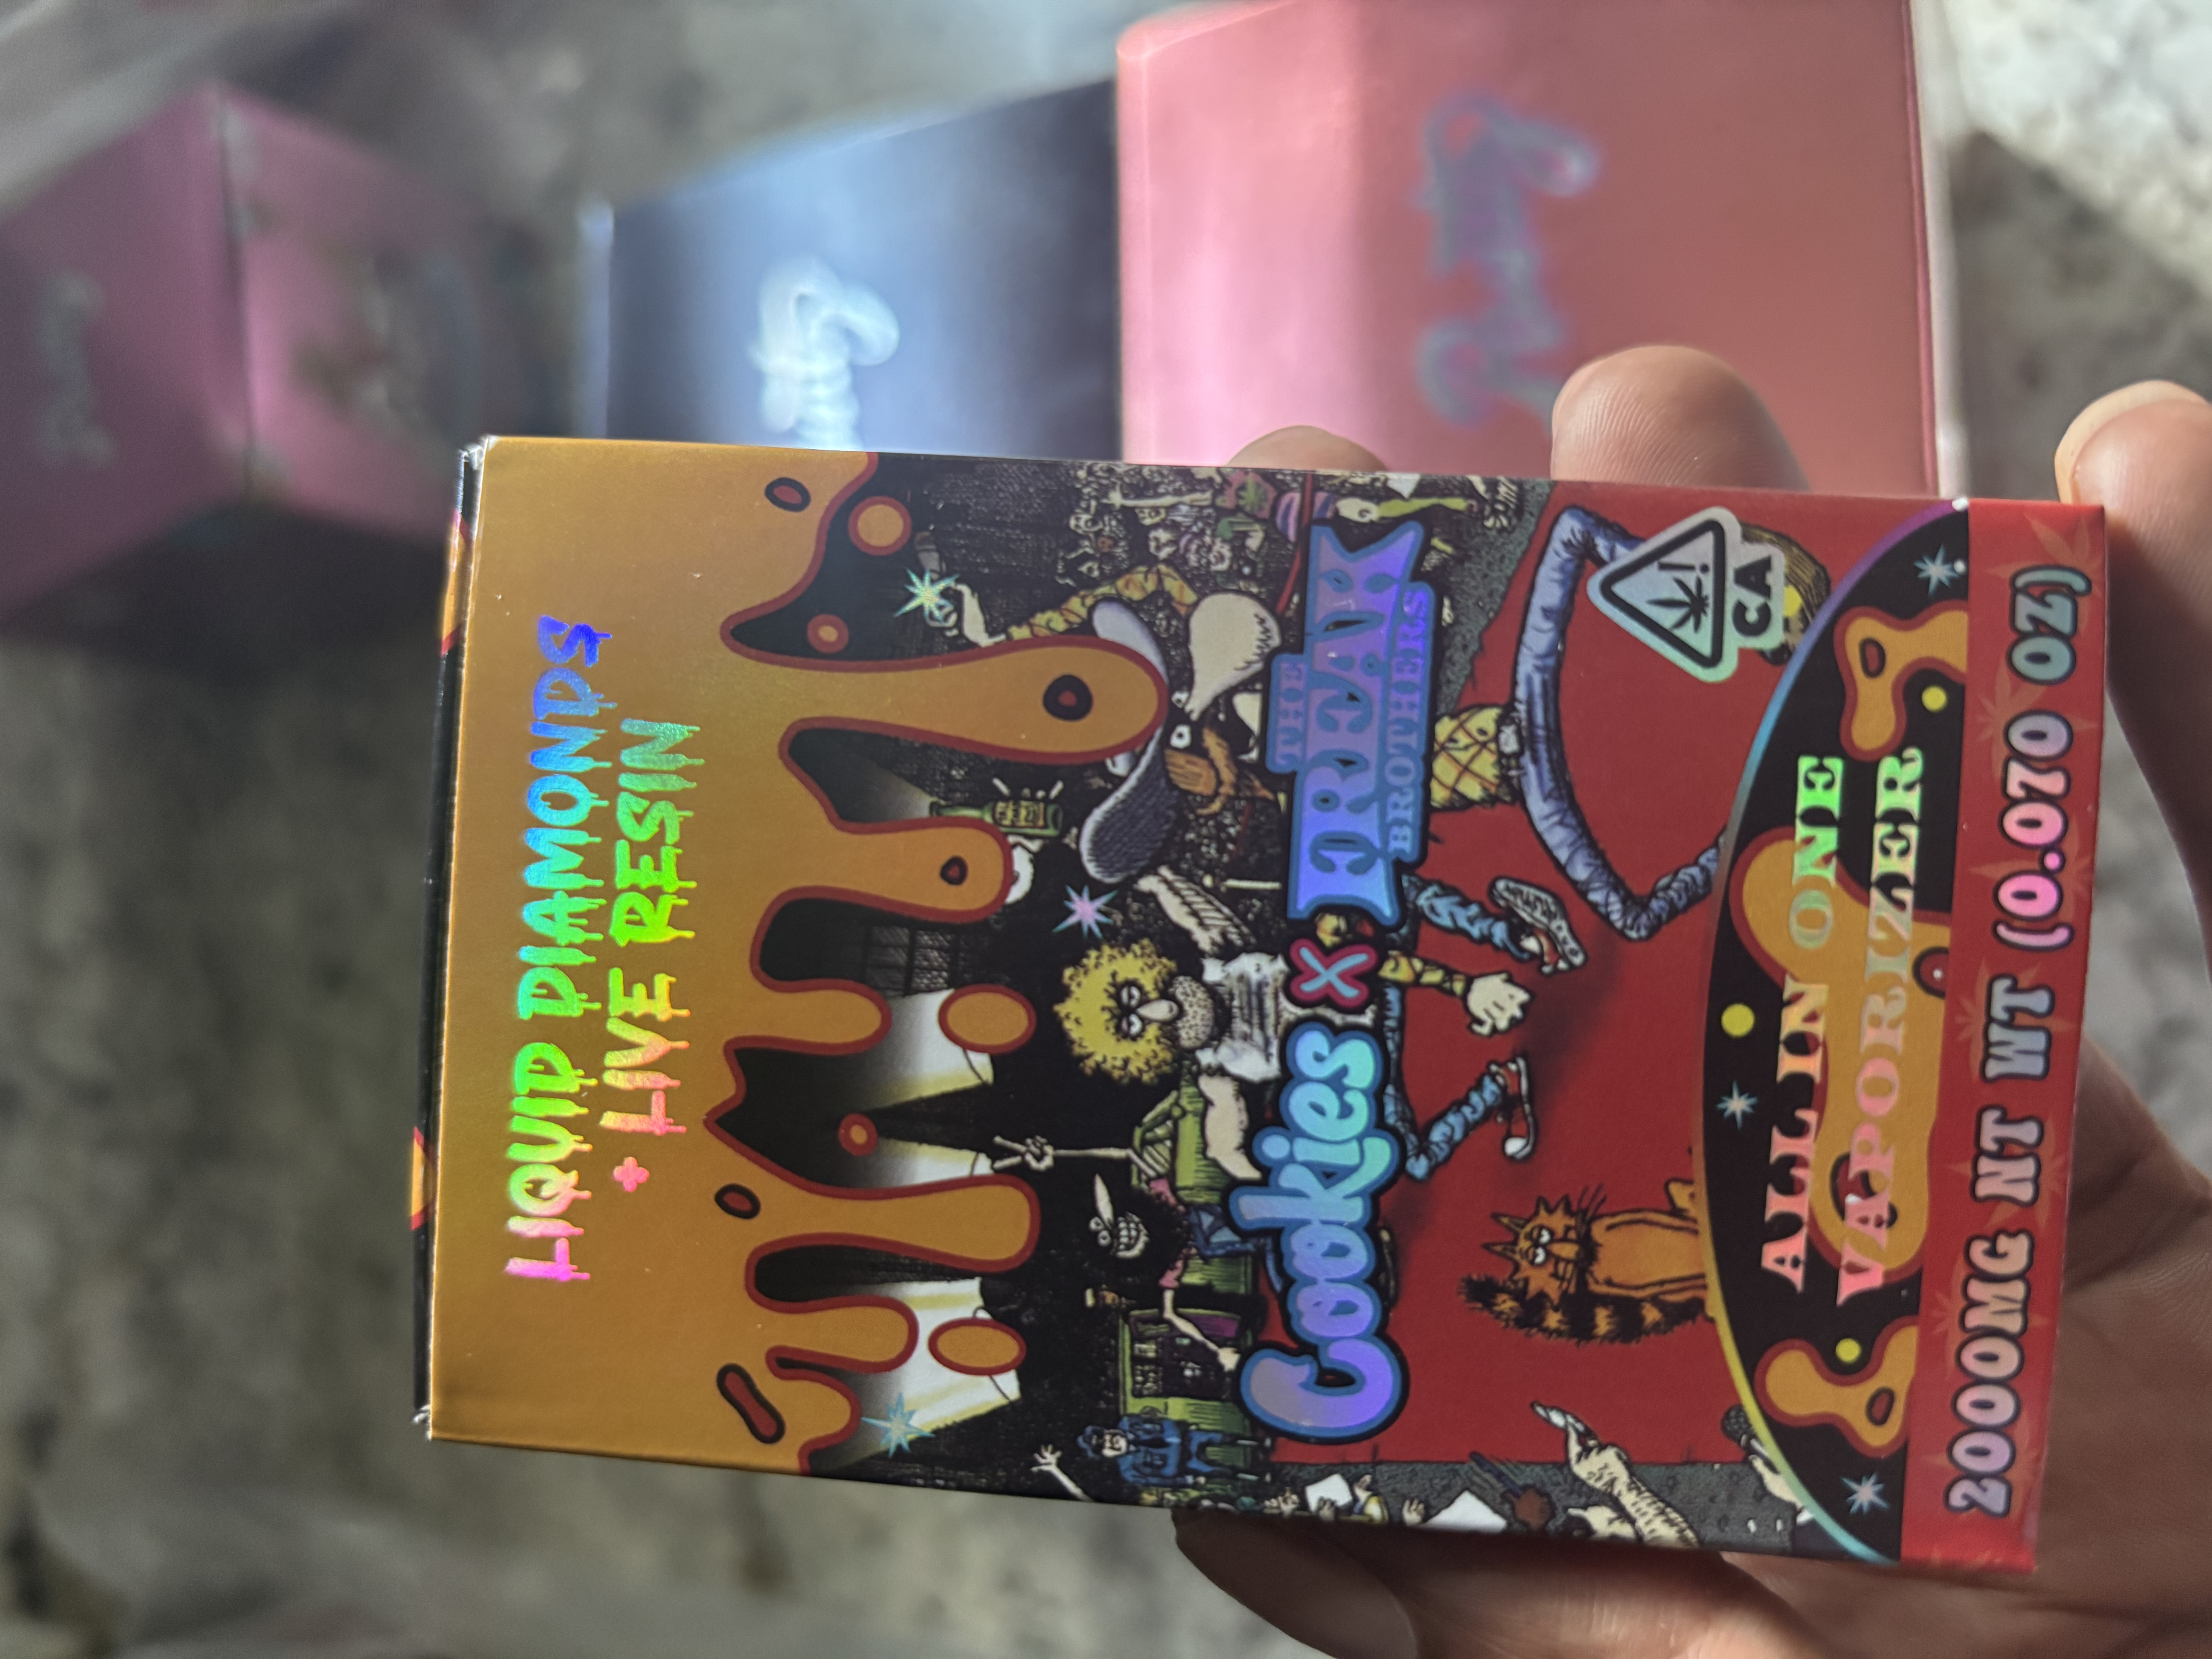 LIQUID DIAMONDS
+ LIVE RESIN
Cookies X THE FREAK BROTHERS
CA
ALL IN ONE
VAPORIZER
2000MG NT WT (0.070 OZ)